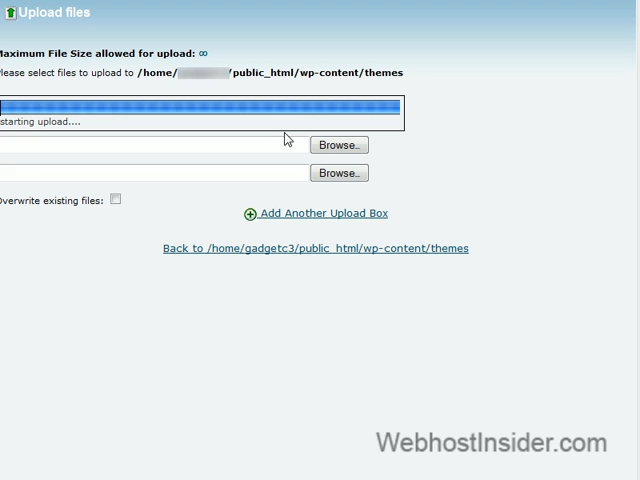 Upload files
Maximum File Size allowed for upload: ∞
Please select files to upload to /home/ /public_html/wp-content/themes
starting upload....
Browse..
Browse..
Overwrite existing files:
Add Another Upload Box
Back to /home/gadgetc3/public_html/wp-content/themes
WebhostInsider.com